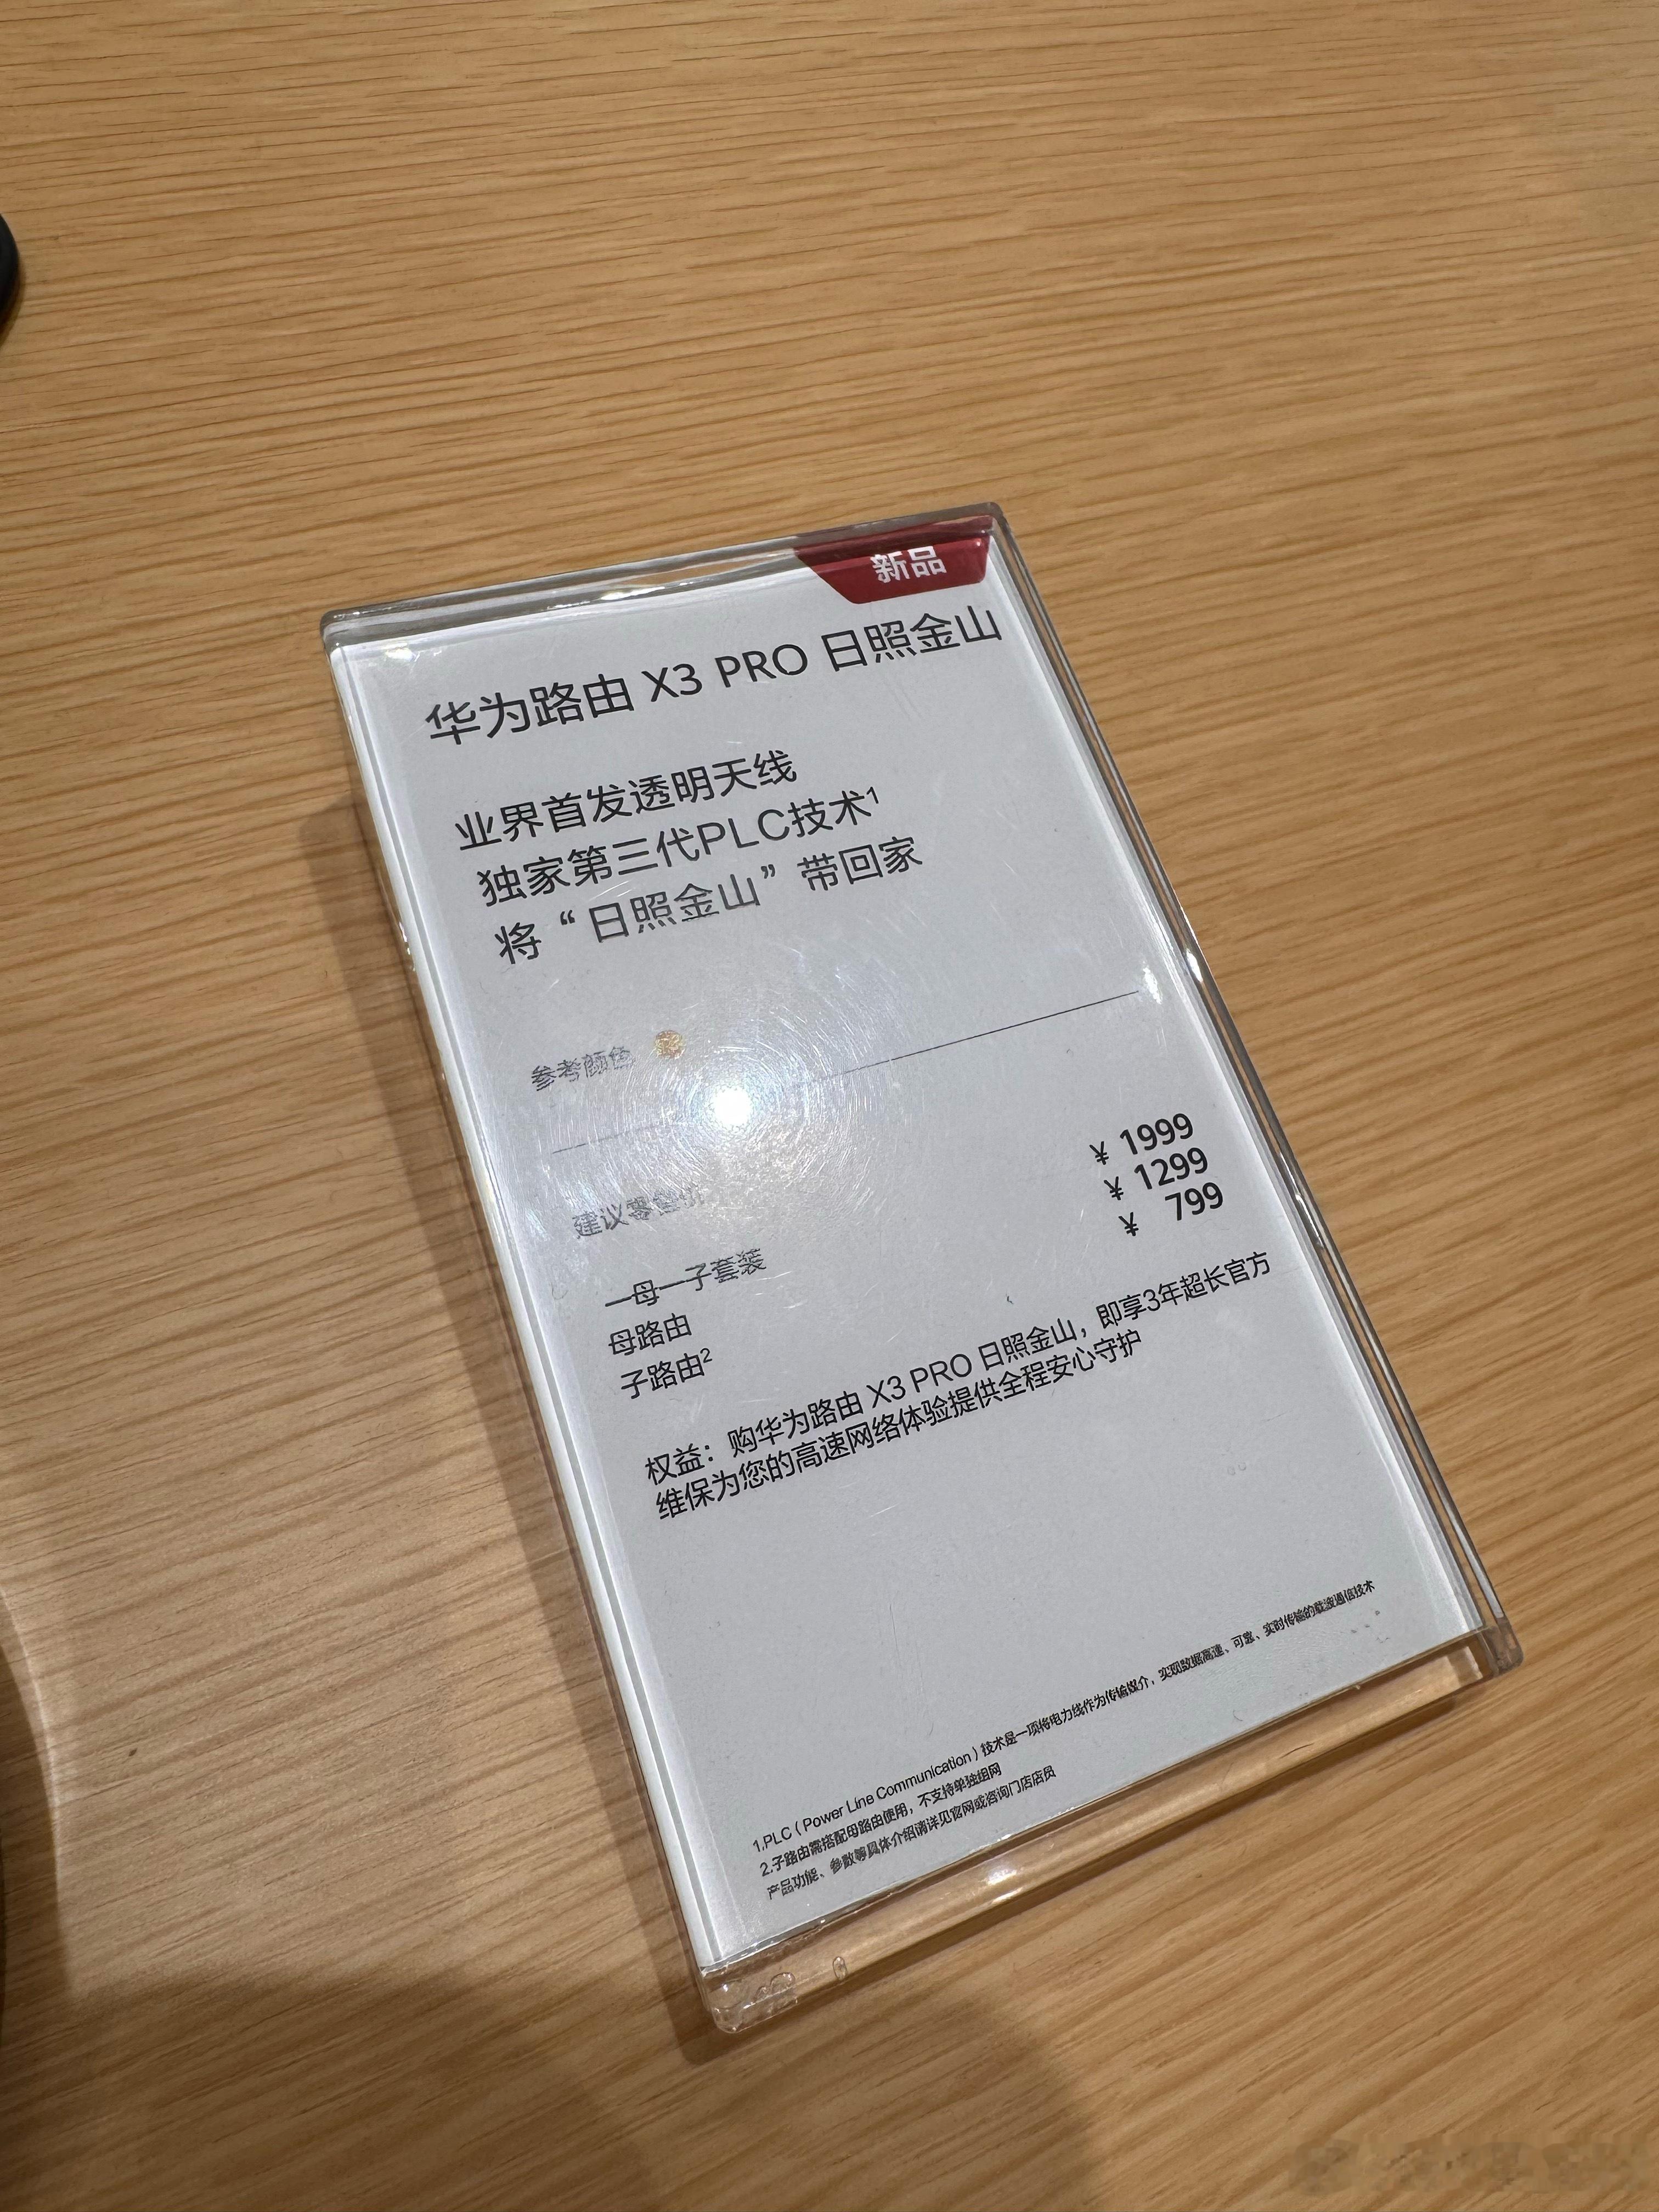 新品
华为路由 X3 PRO 日照金山
业界首发透明天线
独家第三代PLC技术1
将“日照金山”带回家
参考颜色
建议零售价
一母一子套装 ¥ 1999
母路由 ¥ 1299
子路由2 ¥ 799
权益：购华为路由 X3 PRO 日照金山，即享3年超长官方
维保为您的高速网络体验提供全程安心守护
1.PLC（Power Line Communication）技术是一项将电力线作为传输媒介，实现数据高速、可靠、实时传输的载波通信技术
2.子路由需搭配母路由使用，不支持单独组网
产品功能、参数等具体介绍请详见官网或咨询门店店员